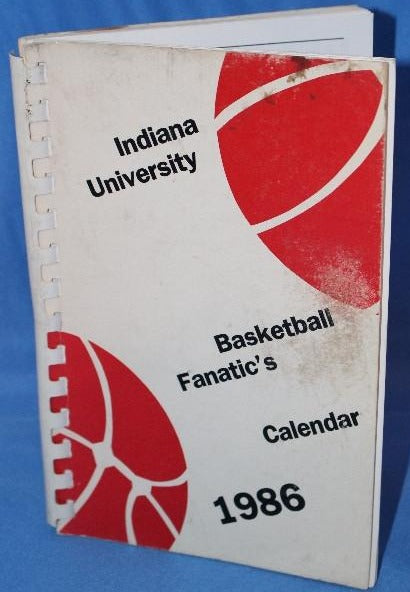 Indiana
University
Basketball
Fanatic's
Calendar
1986